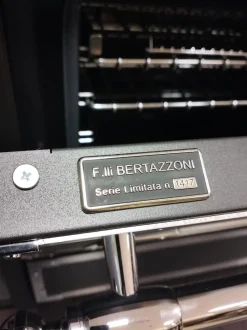 F.lli BERTAZZONI
Serie Limitata n. 1417